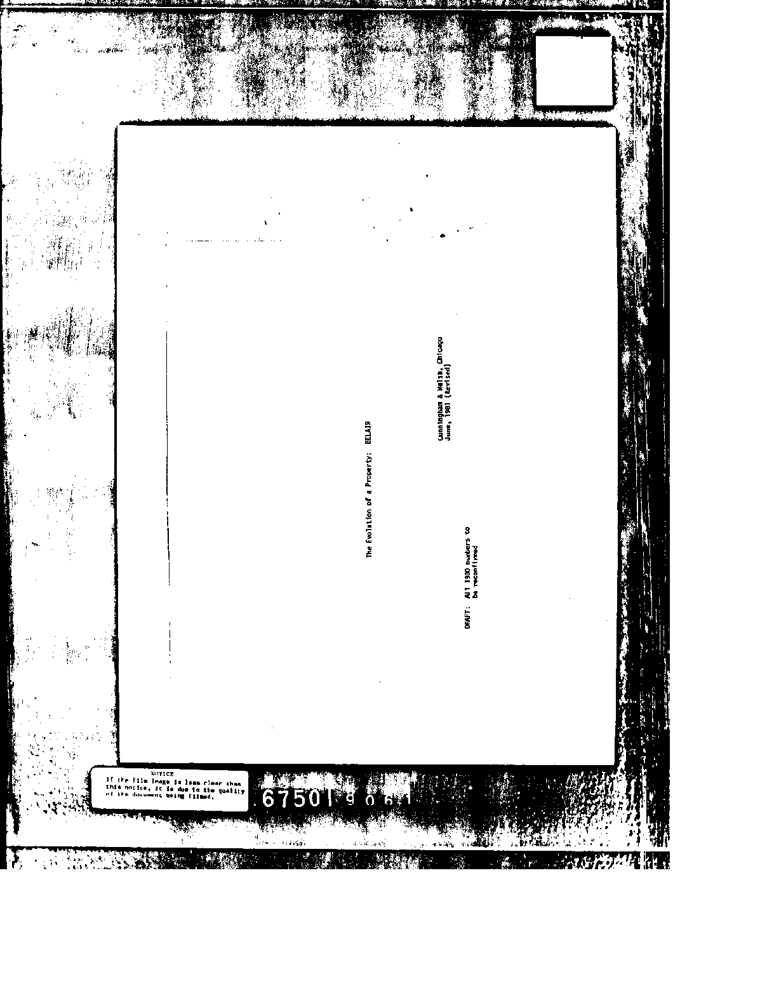 The Evolution of a Property: BELAIR
Cunningham & Walsh, Chicago
June, 1981 (Revised)
DRAFT: All 1980 numbers to
be reconfirmed
NOTICE
If the film image is less clear than
this notice, it is due to the quality
of the document being filmed.
67501 9061